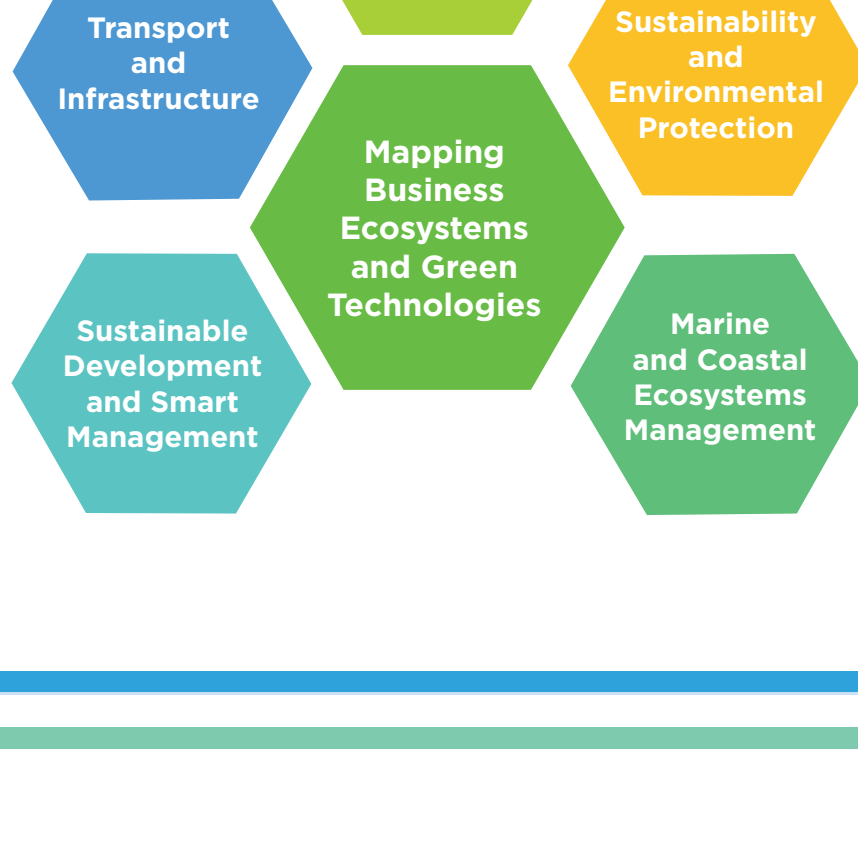 Transport
and
Infrastructure
Sustainability
and
Environmental
Protection
Mapping
Business
Ecosystems
and Green
Technologies
Sustainable
Development
and Smart
Management
Marine
and Coastal
Ecosystems
Management